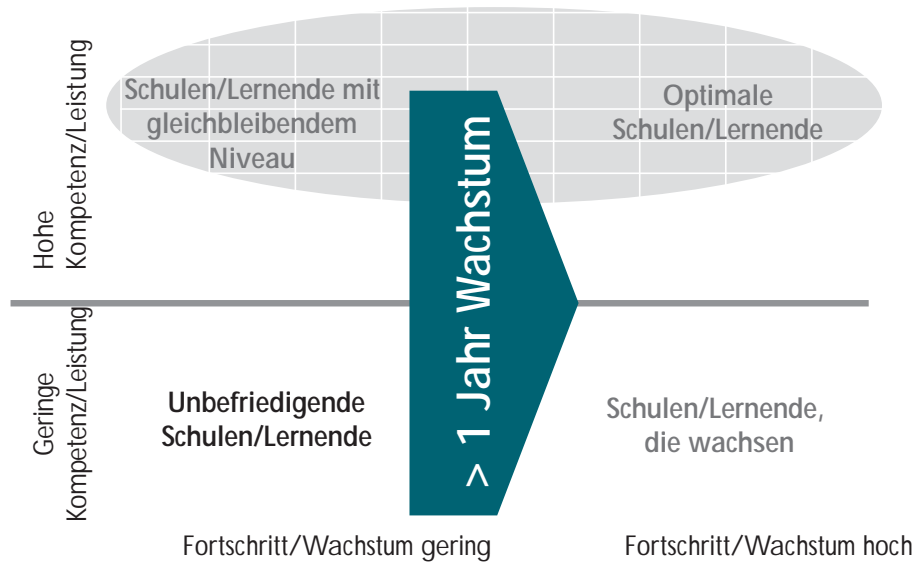 Hohe
Kompetenz/Leistung
Schulen/Lernende mit
gleichbleibendem
Niveau
Optimale
Schulen/Lernende
> 1 Jahr Wachstum
Geringe
Kompetenz/Leistung
Unbefriedigende
Schulen/Lernende
Schulen/Lernende,
die wachsen
Fortschritt/Wachstum gering
Fortschritt/Wachstum hoch